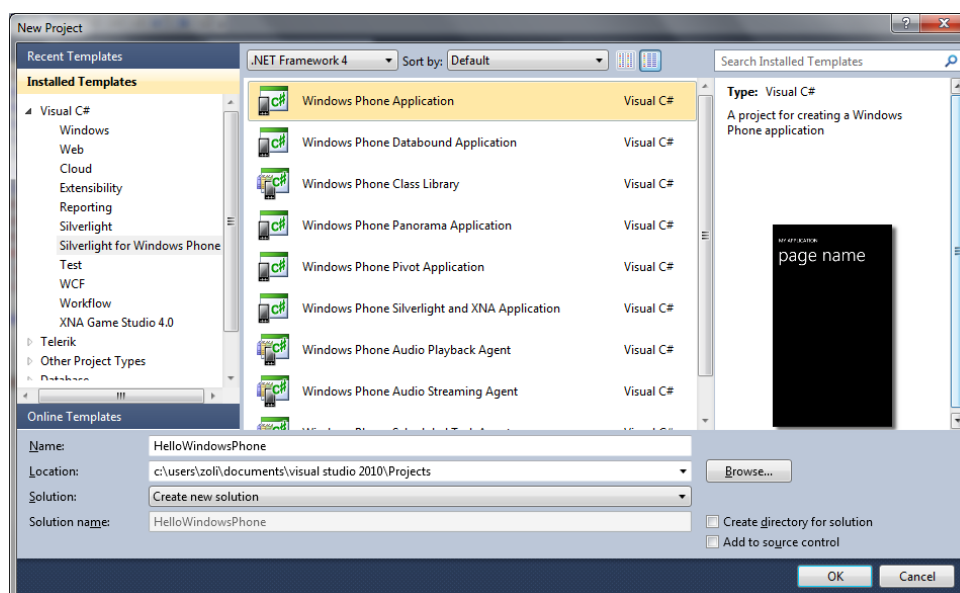 New Project
Recent Templates
Installed Templates
Visual C#
Windows
Web
Cloud
Extensibility
Reporting
Silverlight
Silverlight for Windows Phone
Test
WCF
Workflow
XNA Game Studio 4.0
Telerik
Other Project Types
Database
Online Templates
.NET Framework 4
Sort by: Default
Windows Phone Application Visual C#
Windows Phone Databound Application Visual C#
Windows Phone Class Library Visual C#
Windows Phone Panorama Application Visual C#
Windows Phone Pivot Application Visual C#
Windows Phone Silverlight and XNA Application Visual C#
Windows Phone Audio Playback Agent Visual C#
Windows Phone Audio Streaming Agent Visual C#
Search Installed Templates
Type: Visual C#
A project for creating a Windows
Phone application
MY APPLICATION
page name
Name: HelloWindowsPhone
Location: c:\users\zoli\documents\visual studio 2010\Projects
Browse...
Solution: Create new solution
Solution name: HelloWindowsPhone
Create directory for solution
Add to source control
OK Cancel